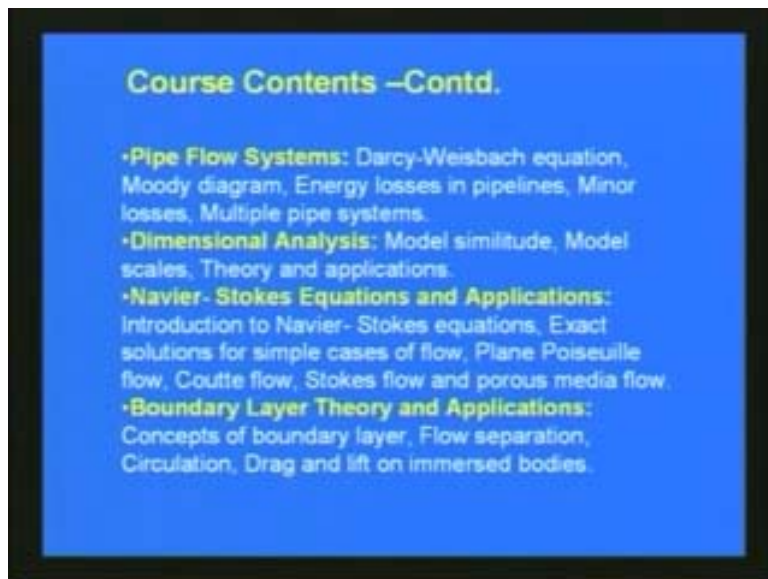 Course Contents –Contd.
•Pipe Flow Systems: Darcy-Weisbach equation,
Moody diagram, Energy losses in pipelines, Minor
losses, Multiple pipe systems.
•Dimensional Analysis: Model similitude, Model
scales, Theory and applications.
•Navier- Stokes Equations and Applications:
Introduction to Navier- Stokes equations, Exact
solutions for simple cases of flow, Plane Poiseuille
flow, Coutte flow, Stokes flow and porous media flow.
•Boundary Layer Theory and Applications:
Concepts of boundary layer, Flow separation,
Circulation, Drag and lift on immersed bodies.